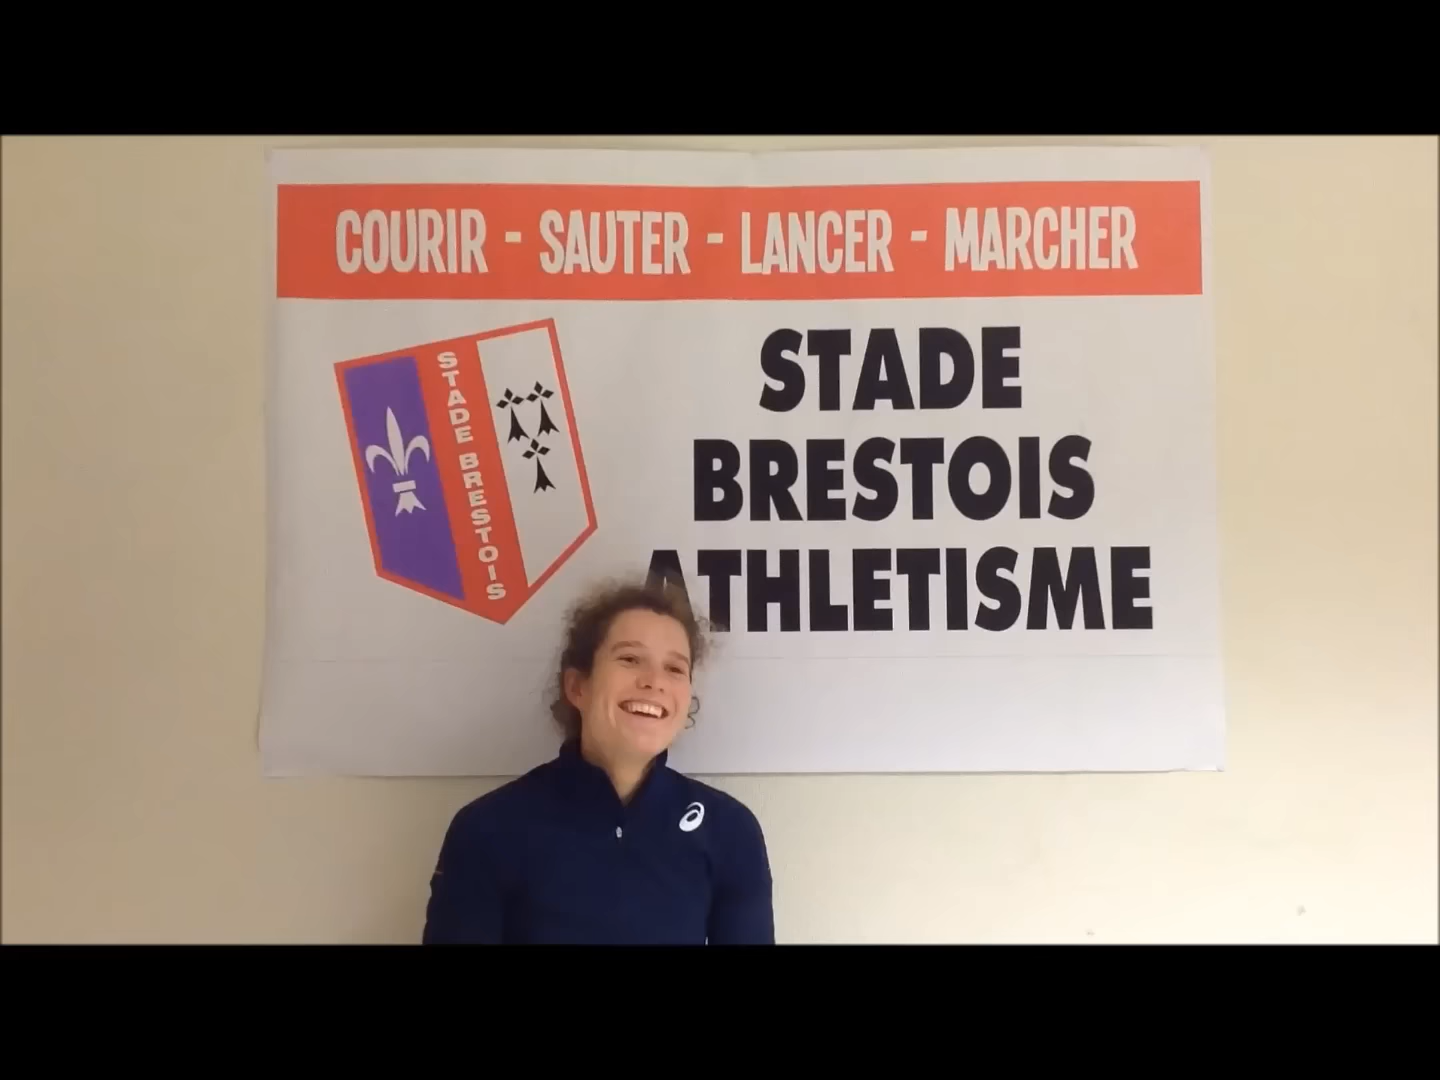 COURIR - SAUTER - LANCER - MARCHER
STADE BRESTOIS
STADE
BRESTOIS
ATHLETISME